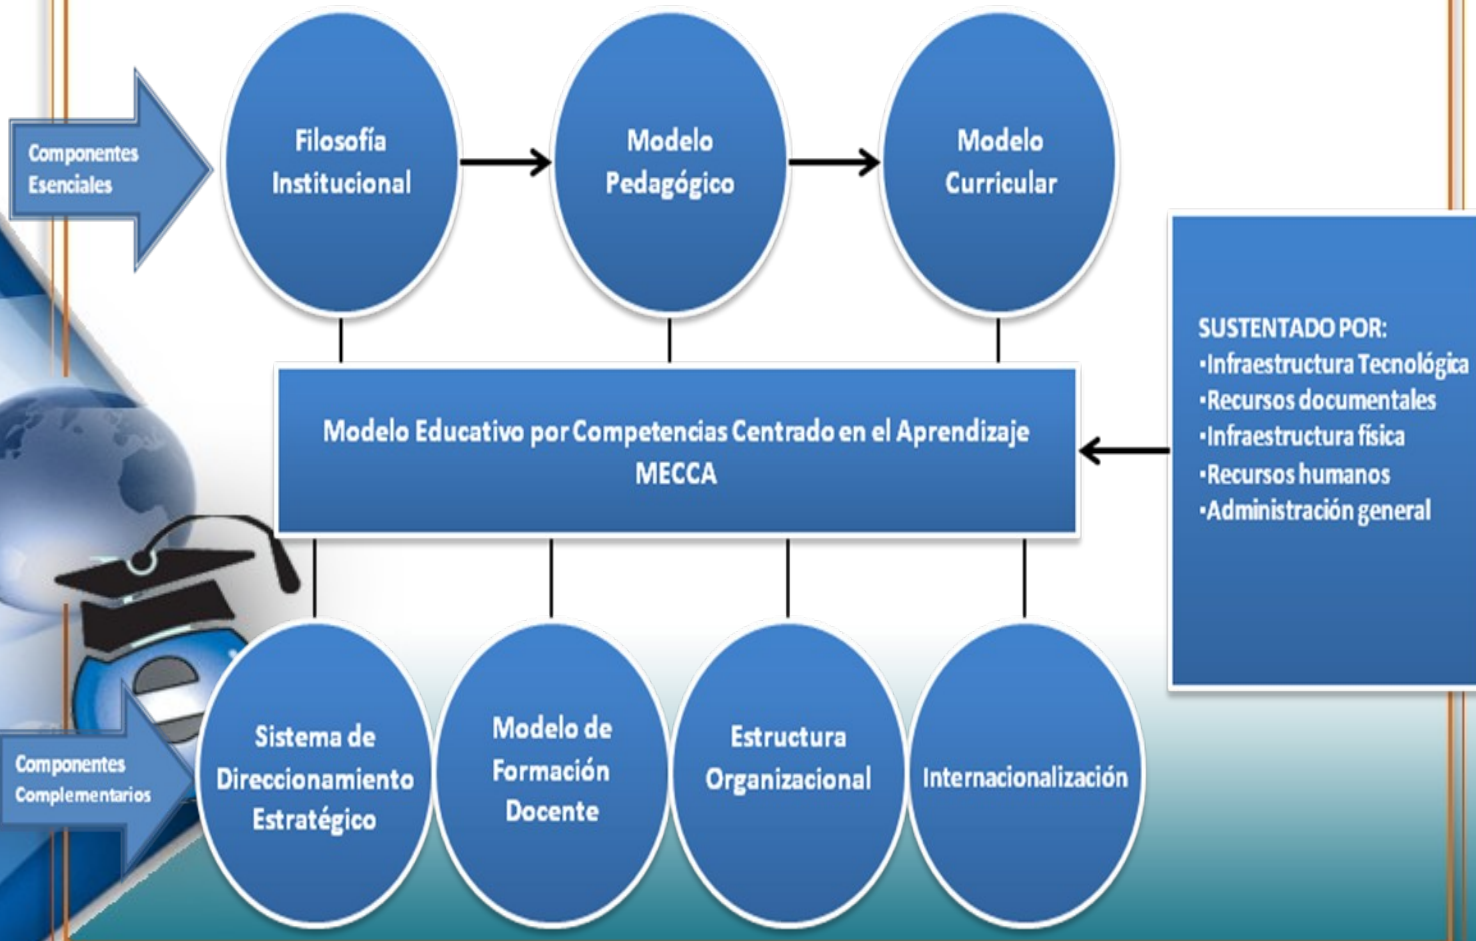 Componentes
Esenciales
Filosofía
Institucional
Modelo
Pedagógico
Modelo
Curricular
SUSTENTADO POR:
•Infraestructura Tecnológica
•Recursos documentales
•Infraestructura física
•Recursos humanos
•Administración general
Modelo Educativo por Competencias Centrado en el Aprendizaje
MECCA
Componentes
Complementarios
Sistema de
Direccionamiento
Estratégico
Modelo de
Formación
Docente
Estructura
Organizacional
Internacionalización